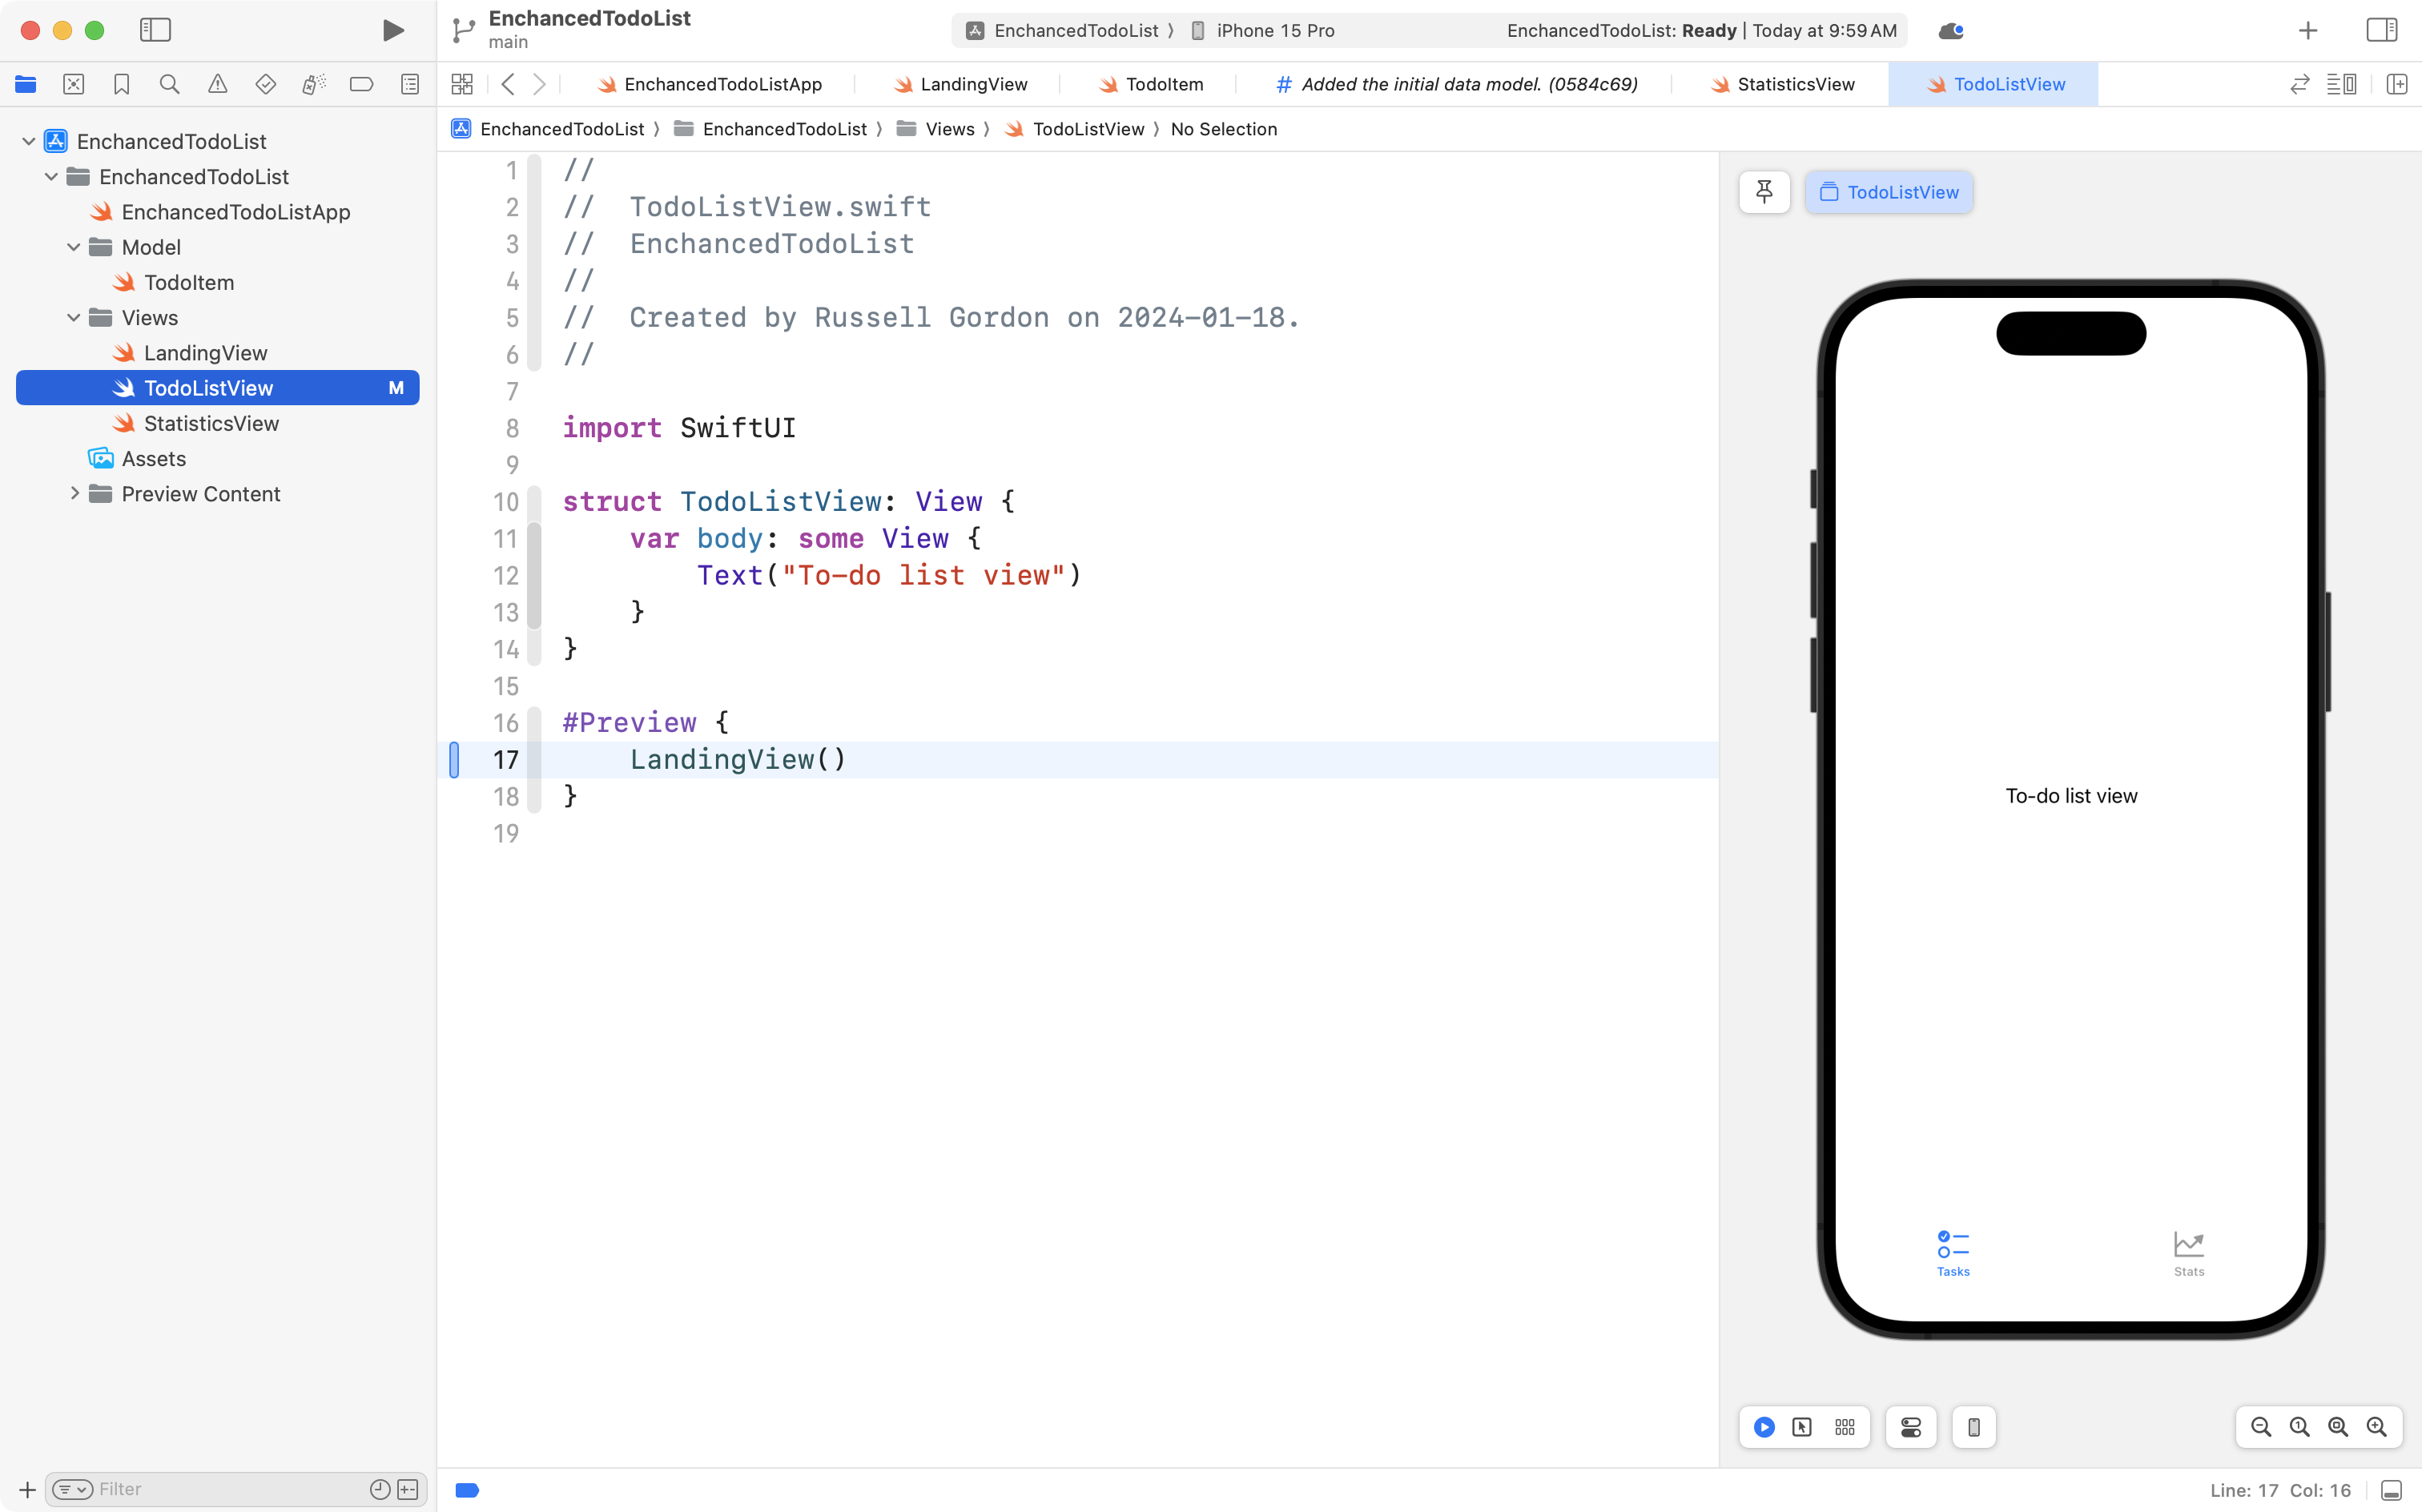 EnchancedTodoList
main
EnchancedTodoList 〉 iPhone 15 Pro
EnchancedTodoList: Ready | Today at 9:59 AM
EnchancedTodoListApp
LandingView
TodoItem
# Added the initial data model. (0584c69)
StatisticsView
TodoListView
EnchancedTodoList 〉 EnchancedTodoList 〉 Views 〉 TodoListView 〉 No Selection
EnchancedTodoList
EnchancedTodoList
EnchancedTodoListApp
Model
TodoItem
Views
LandingView
TodoListView M
StatisticsView
Assets
Preview Content
1 //
2 //  TodoListView.swift
3 //  EnchancedTodoList
4 //
5 //  Created by Russell Gordon on 2024-01-18.
6 //
7
8 import SwiftUI
9
10 struct TodoListView: View {
11     var body: some View {
12         Text("To-do list view")
13     }
14 }
15
16 #Preview {
17     LandingView()
18 }
19
TodoListView
To-do list view
Tasks
Stats
Filter
Line: 17 Col: 16